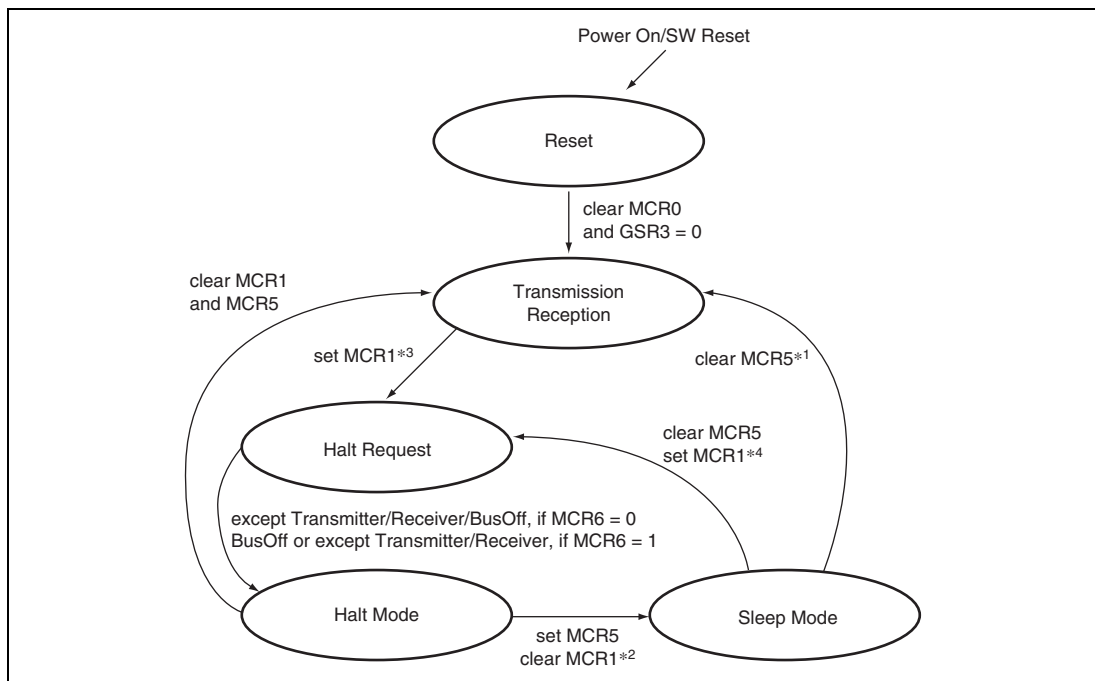 Power On/SW Reset
Reset
clear MCR0
and GSR3 = 0
clear MCR1
and MCR5
Transmission
Reception
set MCR1*3
clear MCR5*1
Halt Request
clear MCR5
set MCR1*4
except Transmitter/Receiver/BusOff, if MCR6 = 0
BusOff or except Transmitter/Receiver, if MCR6 = 1
Halt Mode
Sleep Mode
set MCR5
clear MCR1*2